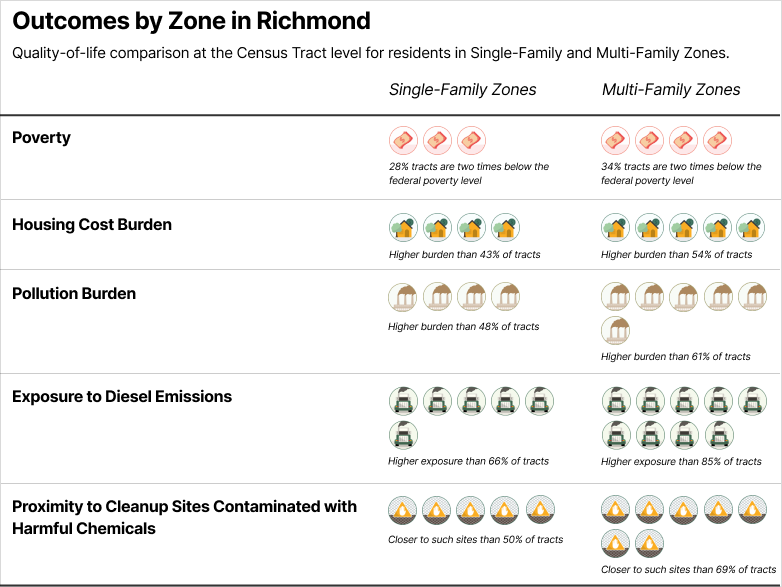 Outcomes by Zone in Richmond
Quality-of-life comparison at the Census Tract level for residents in Single-Family and Multi-Family Zones.
Single-Family Zones
Multi-Family Zones
Poverty
28% tracts are two times below the
federal poverty level
34% tracts are two times below the
federal poverty level
Housing Cost Burden
Higher burden than 43% of tracts
Higher burden than 54% of tracts
Pollution Burden
Higher burden than 48% of tracts
Higher burden than 61% of tracts
Exposure to Diesel Emissions
Higher exposure than 66% of tracts
Higher exposure than 85% of tracts
Proximity to Cleanup Sites Contaminated with
Harmful Chemicals
Closer to such sites than 50% of tracts
Closer to such sites than 69% of tracts